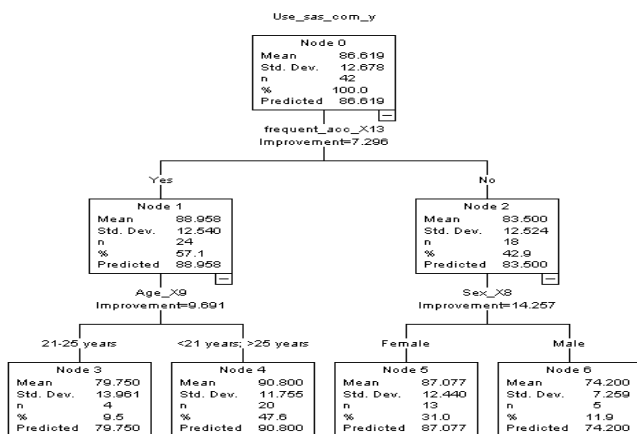 Use_sas_com_y
Node 0
Mean 86.619
Std. Dev. 12.678
n 42
% 100.0
Predicted 86.619
frequent_acc_X13
Improvement=7.296
Yes
No
Node 1
Mean 88.958
Std. Dev. 12.540
n 24
% 57.1
Predicted 88.958
Node 2
Mean 83.500
Std. Dev. 12.524
n 18
% 42.9
Predicted 83.500
Age_X9
Improvement=9.691
Sex_X8
Improvement=14.257
21-25 years
<21 years; >25 years
Female
Male
Node 3
Mean 79.750
Std. Dev. 13.961
n 4
% 9.5
Predicted 79.750
Node 4
Mean 90.800
Std. Dev. 11.755
n 20
% 47.6
Predicted 90.800
Node 5
Mean 87.077
Std. Dev. 12.440
n 13
% 31.0
Predicted 87.077
Node 6
Mean 74.200
Std. Dev. 7.259
n 5
% 11.9
Predicted 74.200